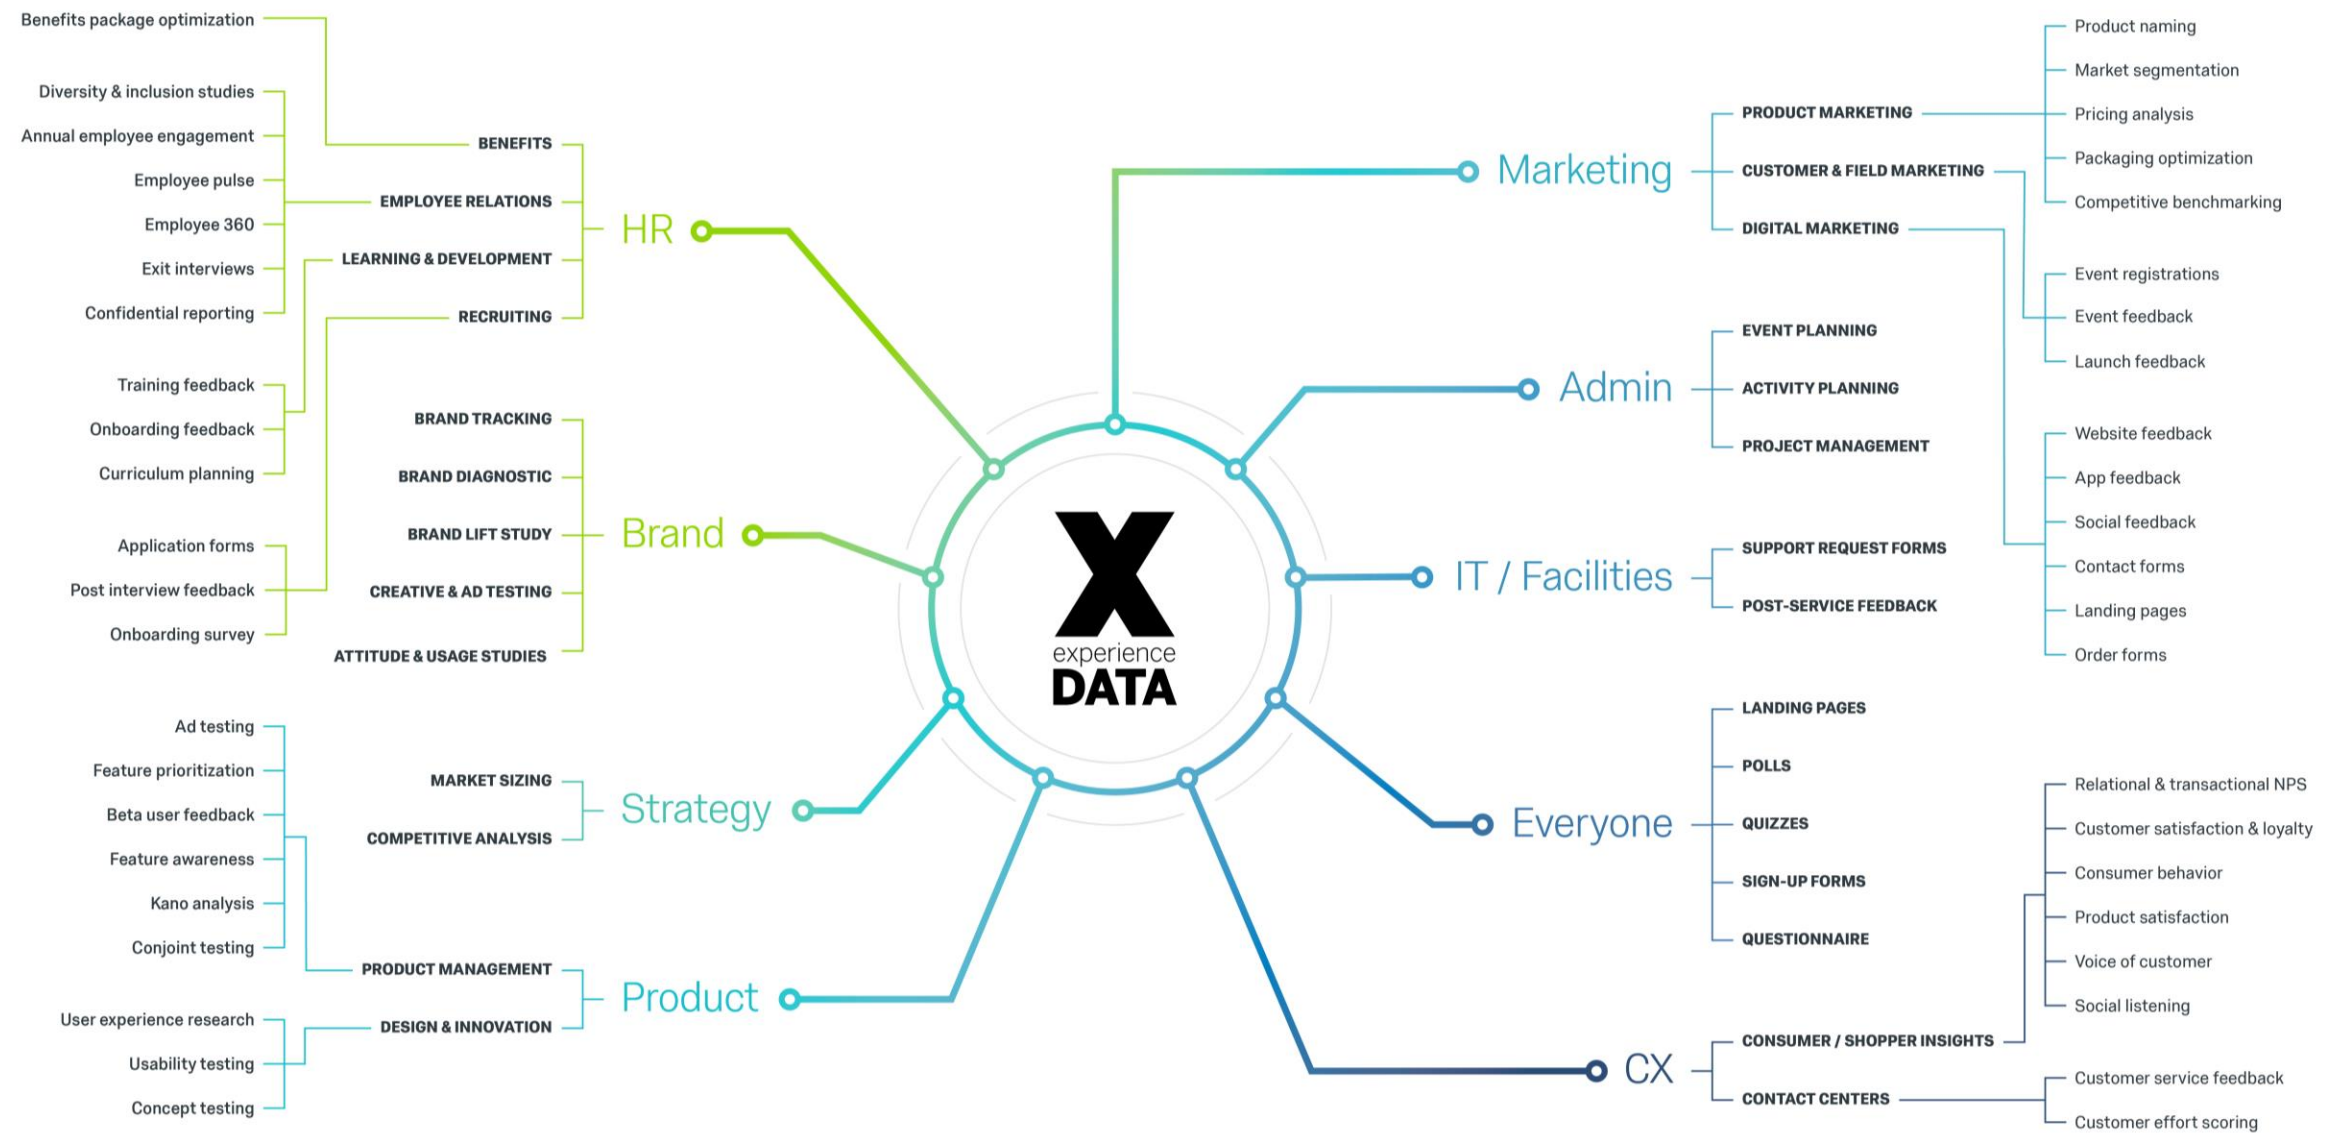 Benefits package optimization
Diversity & inclusion studies
Annual employee engagement
Employee pulse
Employee 360
Exit interviews
Confidential reporting
Training feedback
Onboarding feedback
Curriculum planning
Application forms
Post interview feedback
Onboarding survey
BENEFITS
EMPLOYEE RELATIONS
LEARNING & DEVELOPMENT
RECRUITING
HR
BRAND TRACKING
BRAND DIAGNOSTIC
BRAND LIFT STUDY
CREATIVE & AD TESTING
ATTITUDE & USAGE STUDIES
Brand
MARKET SIZING
COMPETITIVE ANALYSIS
Strategy
Ad testing
Feature prioritization
Beta user feedback
Feature awareness
Kano analysis
Conjoint testing
User experience research
Usability testing
Concept testing
PRODUCT MANAGEMENT
DESIGN & INNOVATION
Product
X
experience
DATA
Marketing
PRODUCT MARKETING
CUSTOMER & FIELD MARKETING
DIGITAL MARKETING
Product naming
Market segmentation
Pricing analysis
Packaging optimization
Competitive benchmarking
Event registrations
Event feedback
Launch feedback
Website feedback
App feedback
Social feedback
Contact forms
Landing pages
Order forms
Admin
EVENT PLANNING
ACTIVITY PLANNING
PROJECT MANAGEMENT
IT / Facilities
SUPPORT REQUEST FORMS
POST-SERVICE FEEDBACK
Everyone
LANDING PAGES
POLLS
QUIZZES
SIGN-UP FORMS
QUESTIONNAIRE
CX
CONSUMER / SHOPPER INSIGHTS
CONTACT CENTERS
Relational & transactional NPS
Customer satisfaction & loyalty
Consumer behavior
Product satisfaction
Voice of customer
Social listening
Customer service feedback
Customer effort scoring